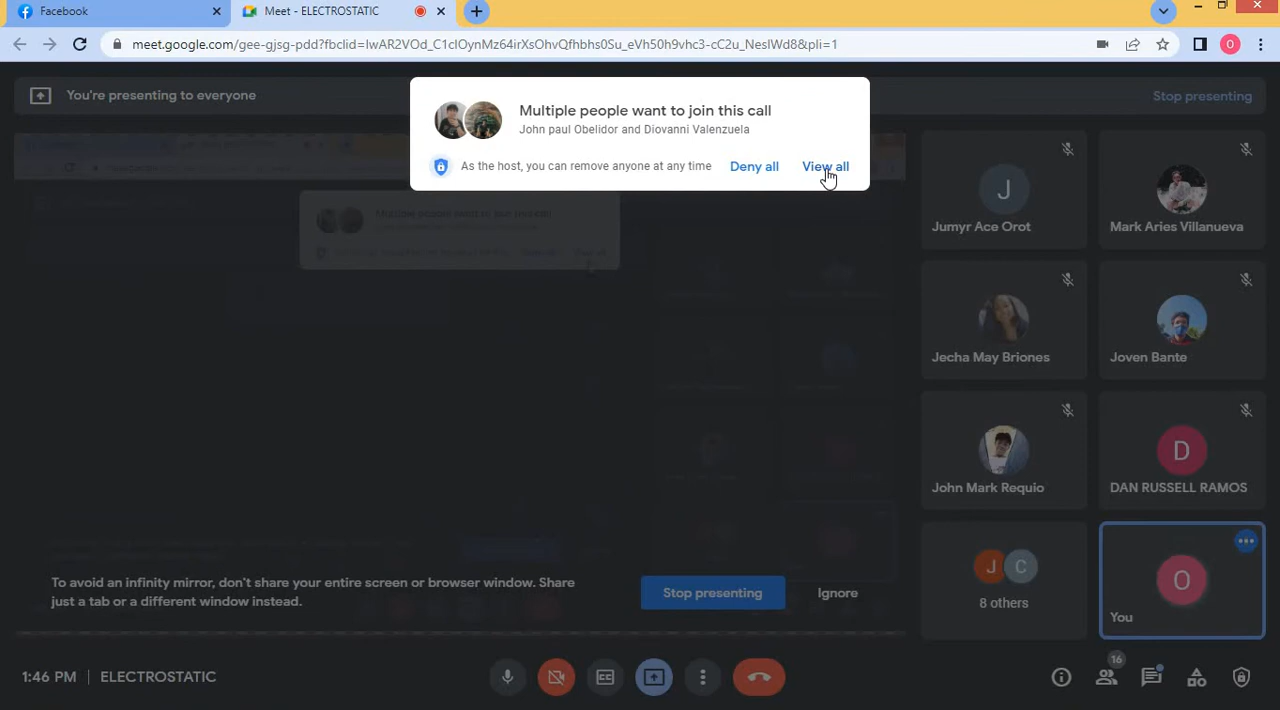 Facebook
Meet - ELECTROSTATIC
meet.google.com/gee-gjsg-pdd?fbclid=IwAR2VOd_C1cIOynMz64irXsOhvQfhbhs0Su_eVh50h9vhc3-cC2u_NesIWd8&pli=1
O
You're presenting to everyone
Stop presenting
Multiple people want to join this call
John paul Obelidor and Diovanni Valenzuela
As the host, you can remove anyone at any time
Deny all
View all
J
Jumyr Ace Orot
Mark Aries Villanueva
Jecha May Briones
Joven Bante
John Mark Requio
D
DAN RUSSELL RAMOS
J C
8 others
O
You
To avoid an infinity mirror, don't share your entire screen or browser window. Share
just a tab or a different window instead.
Stop presenting
Ignore
1:46 PM | ELECTROSTATIC
CC
16